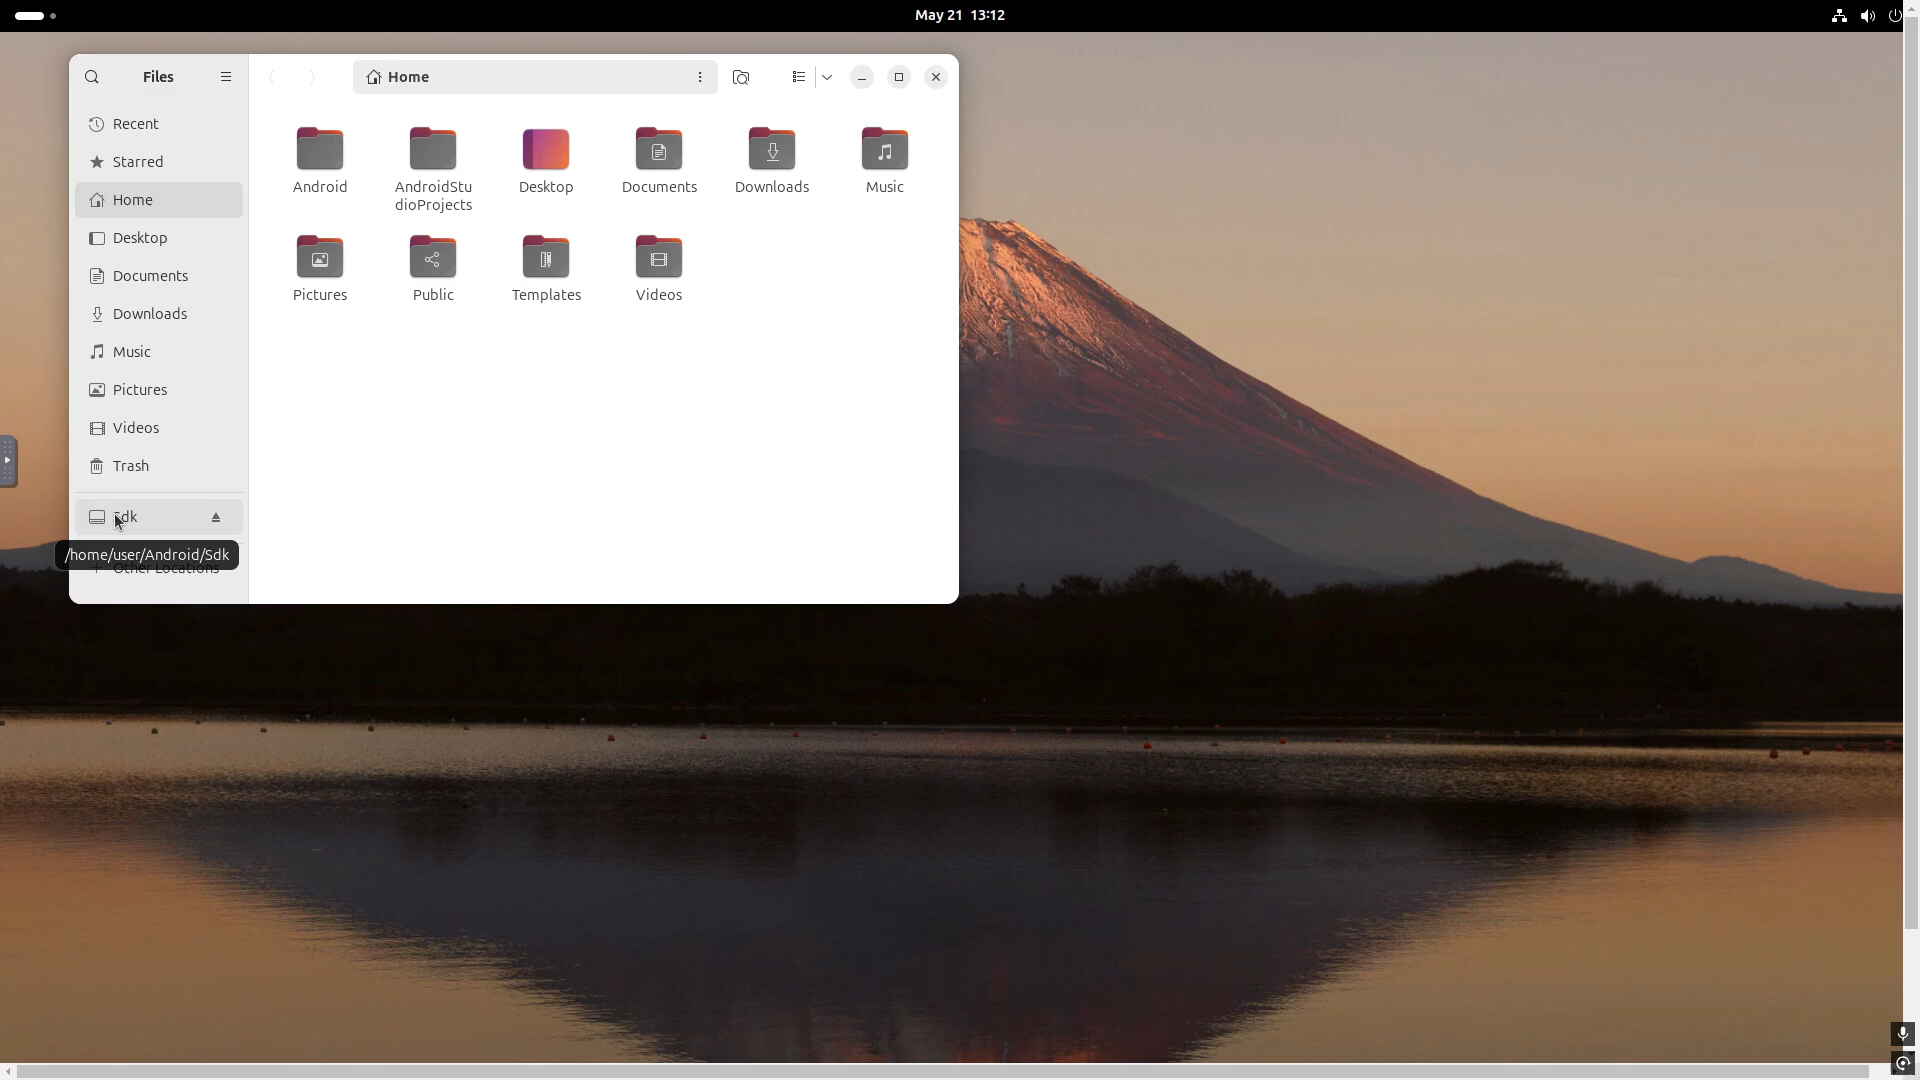 May 21 13:12
Files
Home
Recent
Starred
Home
Desktop
Documents
Downloads
Music
Pictures
Videos
Trash
/home/user/Android/Sdk
Other Locations
Android
AndroidStu
dioProjects
Desktop
Documents
Downloads
Music
Pictures
Public
Templates
Videos